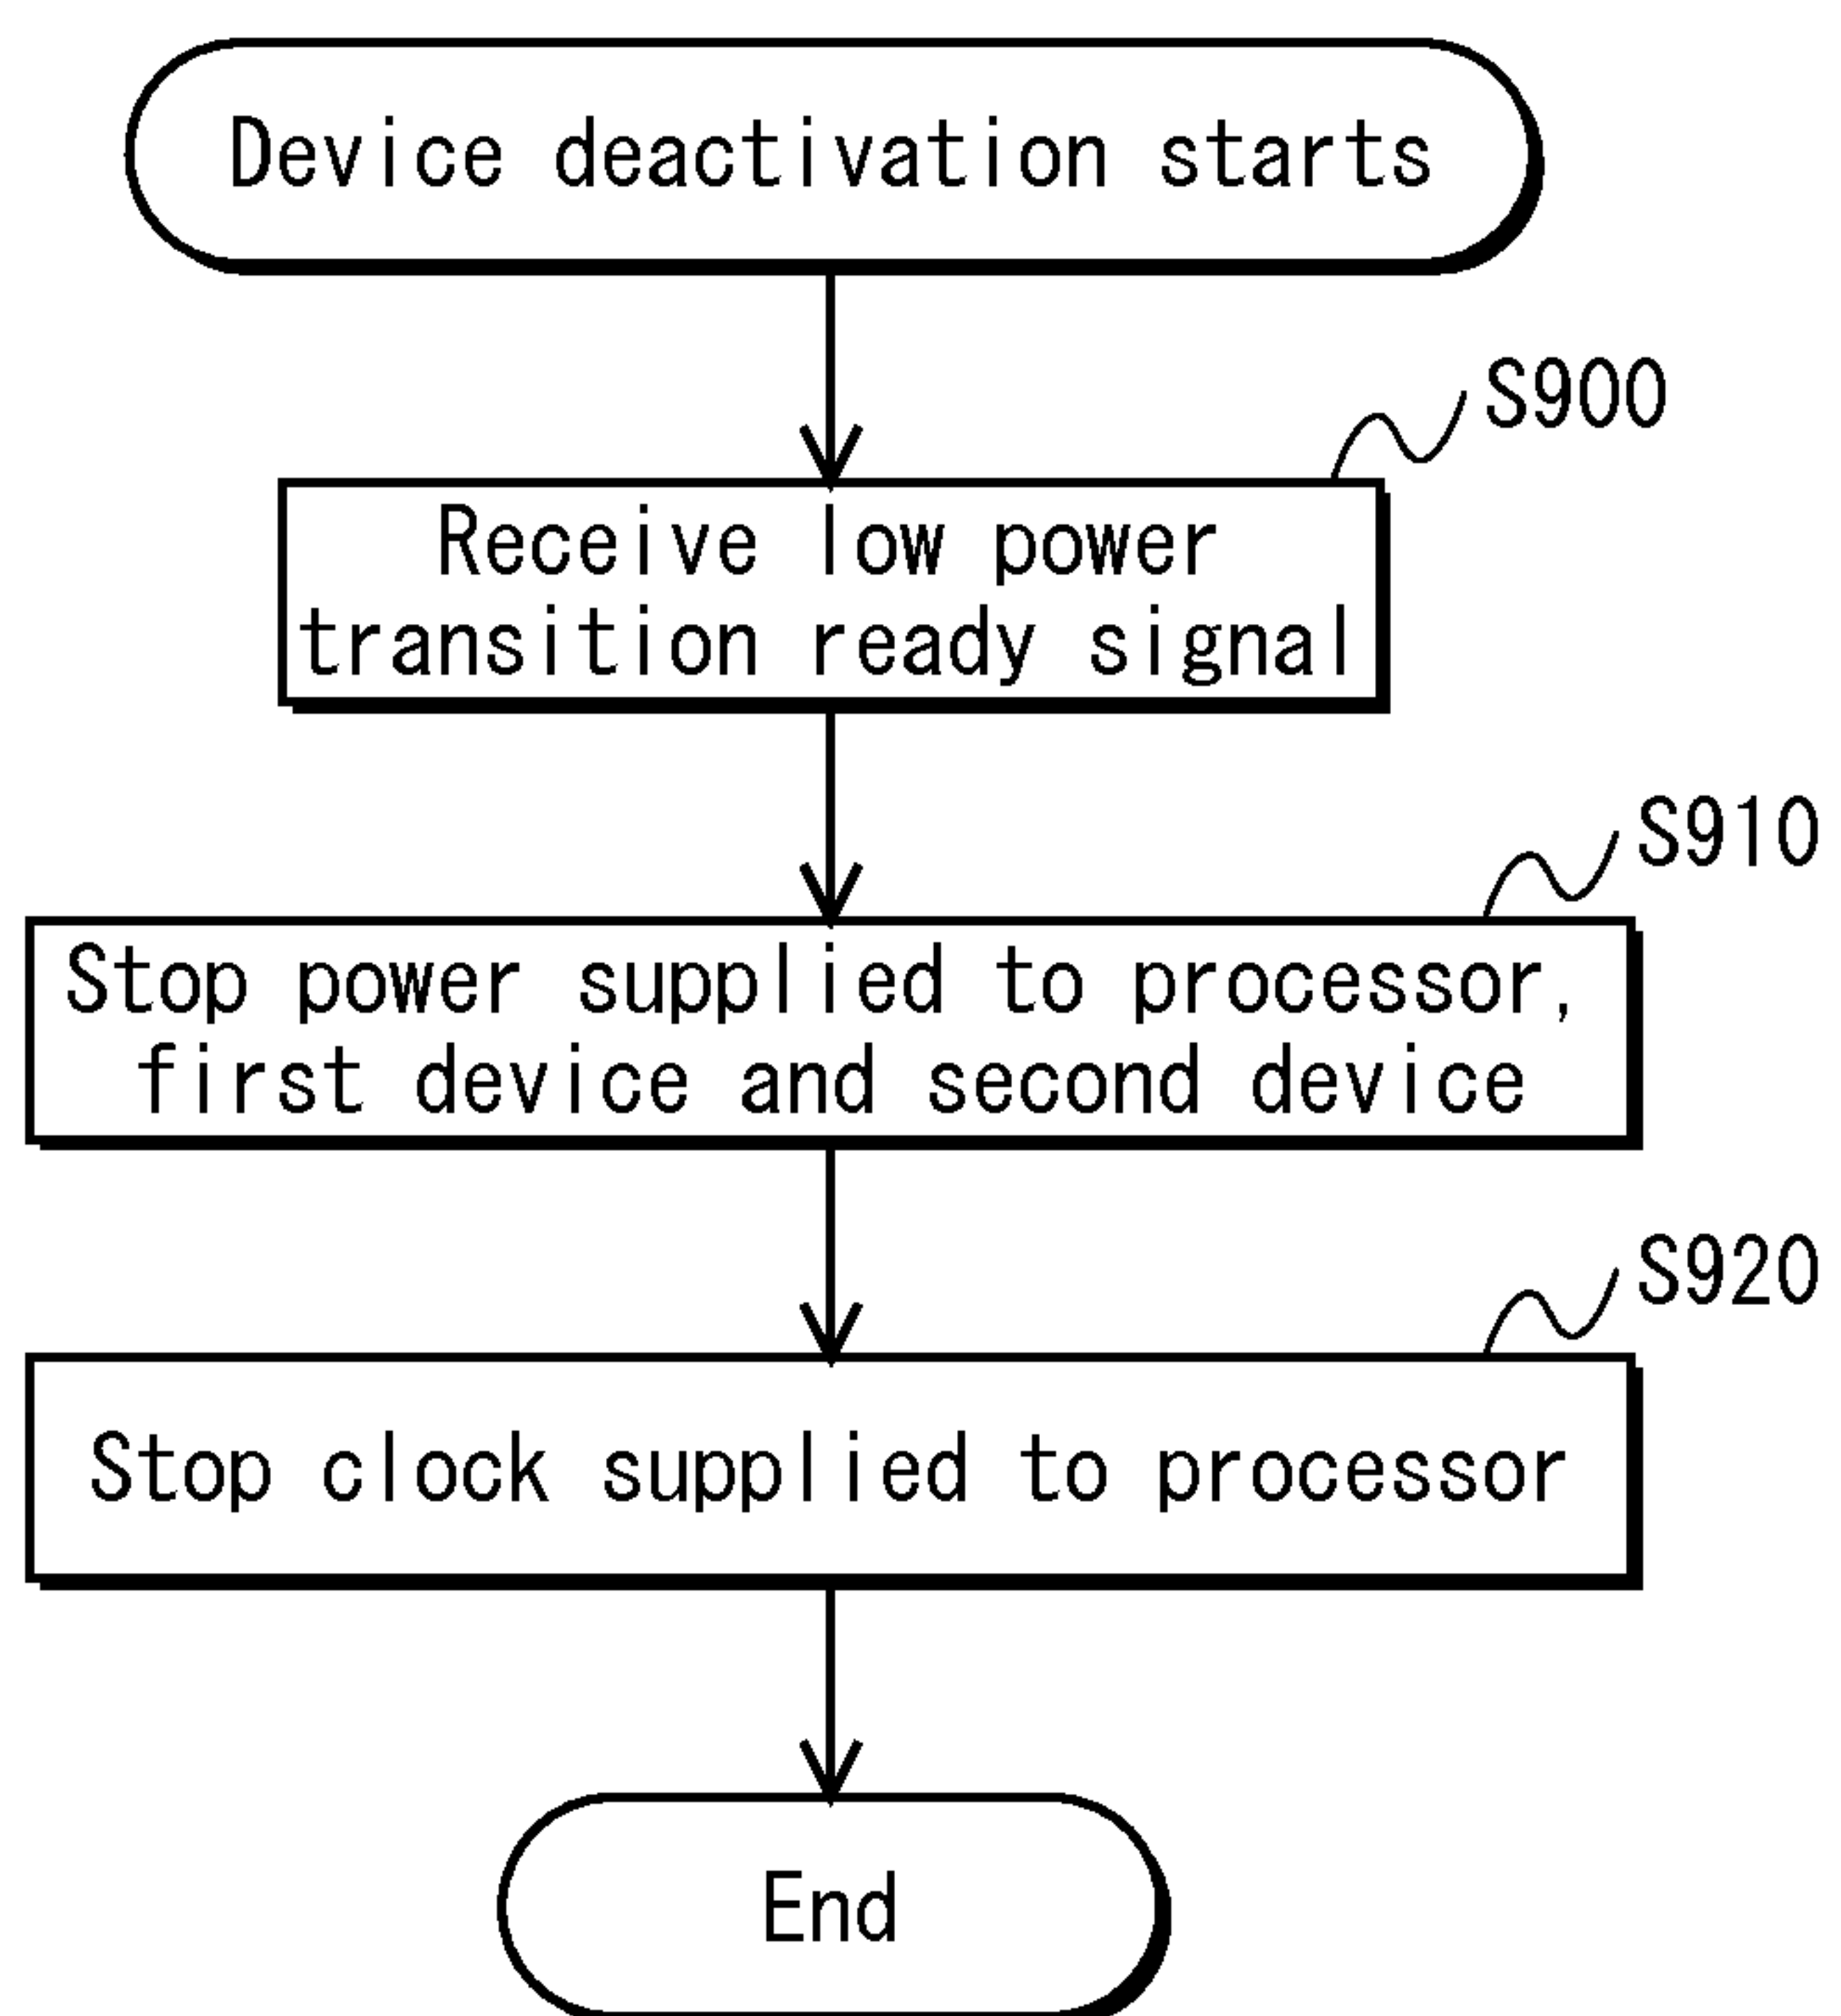 Device deactivation starts
S900
Receive low power
transition ready signal
S910
Stop power supplied to processor,
first device and second device
S920
Stop clock supplied to processor
End